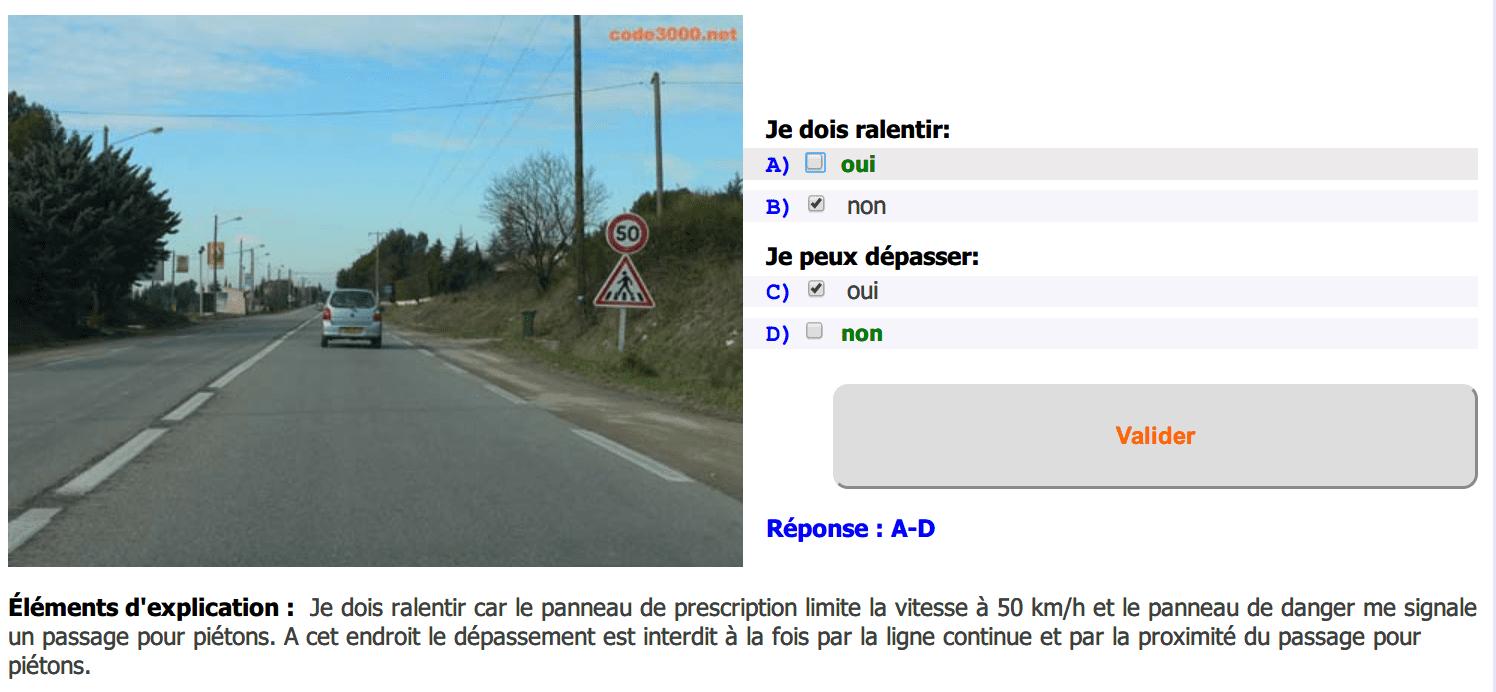 code3000.net
50
Je dois ralentir:
A) oui
B) non
Je peux dépasser:
C) oui
D) non
Valider
Réponse : A-D
Éléments d'explication : Je dois ralentir car le panneau de prescription limite la vitesse à 50 km/h et le panneau de danger me signale
un passage pour piétons. A cet endroit le dépassement est interdit à la fois par la ligne continue et par la proximité du passage pour
piétons.